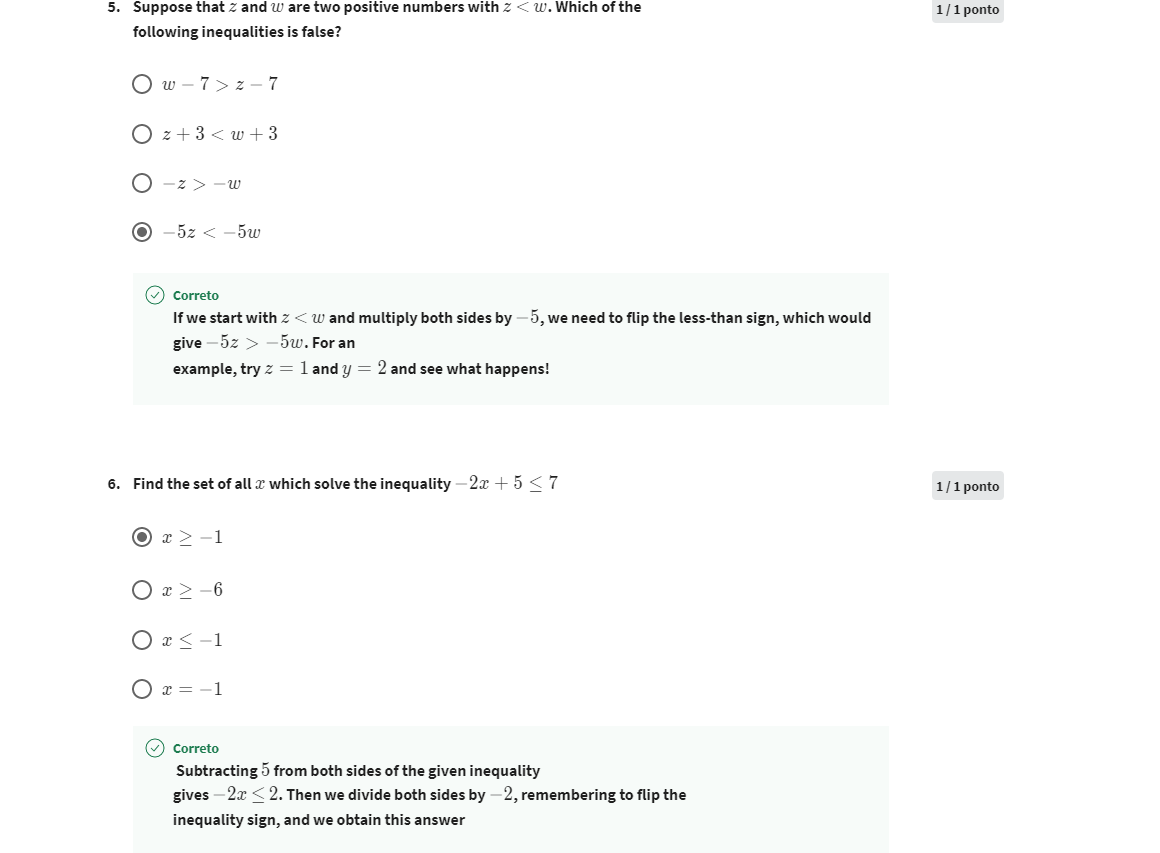 5. Suppose that z and w are two positive numbers with z < w. Which of the
following inequalities is false?
1 / 1 ponto
w − 7 > z − 7
z + 3 < w + 3
−z > −w
−5z < −5w
Correto
If we start with z < w and multiply both sides by −5, we need to flip the less-than sign, which would
give −5z > −5w. For an
example, try z = 1 and y = 2 and see what happens!
6. Find the set of all x which solve the inequality −2x + 5 ≤ 7
1 / 1 ponto
x ≥ −1
x ≥ −6
x ≤ −1
x = −1
Correto
Subtracting 5 from both sides of the given inequality
gives −2x ≤ 2. Then we divide both sides by −2, remembering to flip the
inequality sign, and we obtain this answer